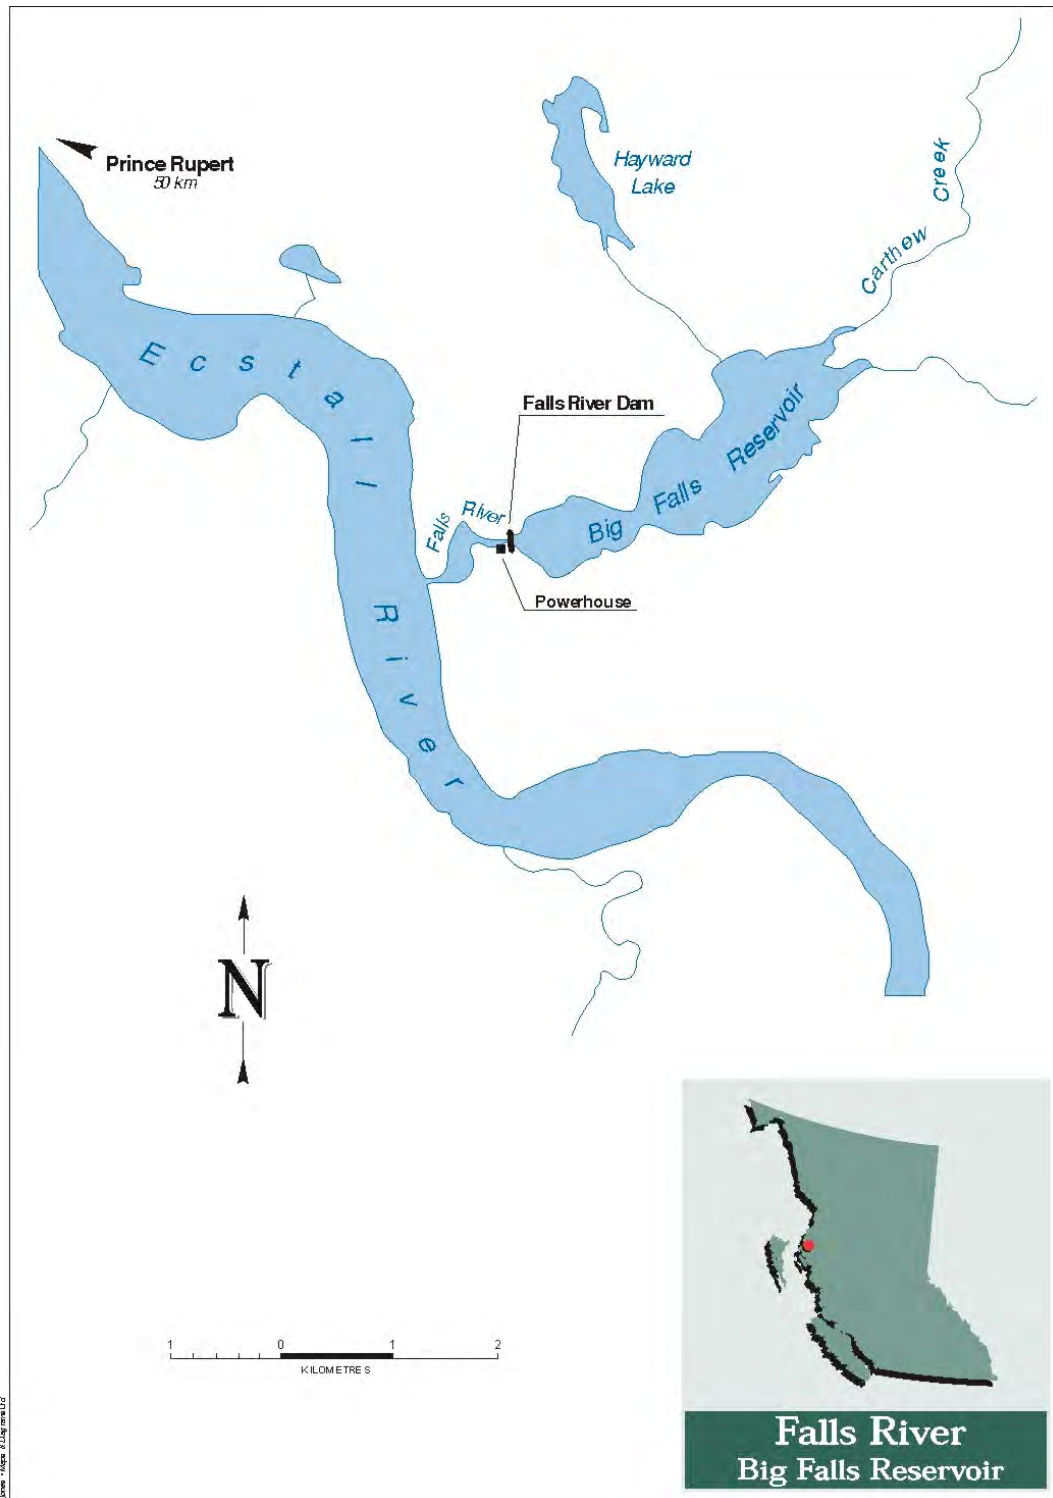 Prince Rupert
50 km
Hayward
Lake
Carthew Creek
Ecstall River
Falls River Dam
Big Falls Reservoir
Falls River
Powerhouse
N
1 0 1 2
KILOMETRES
Falls River
Big Falls Reservoir